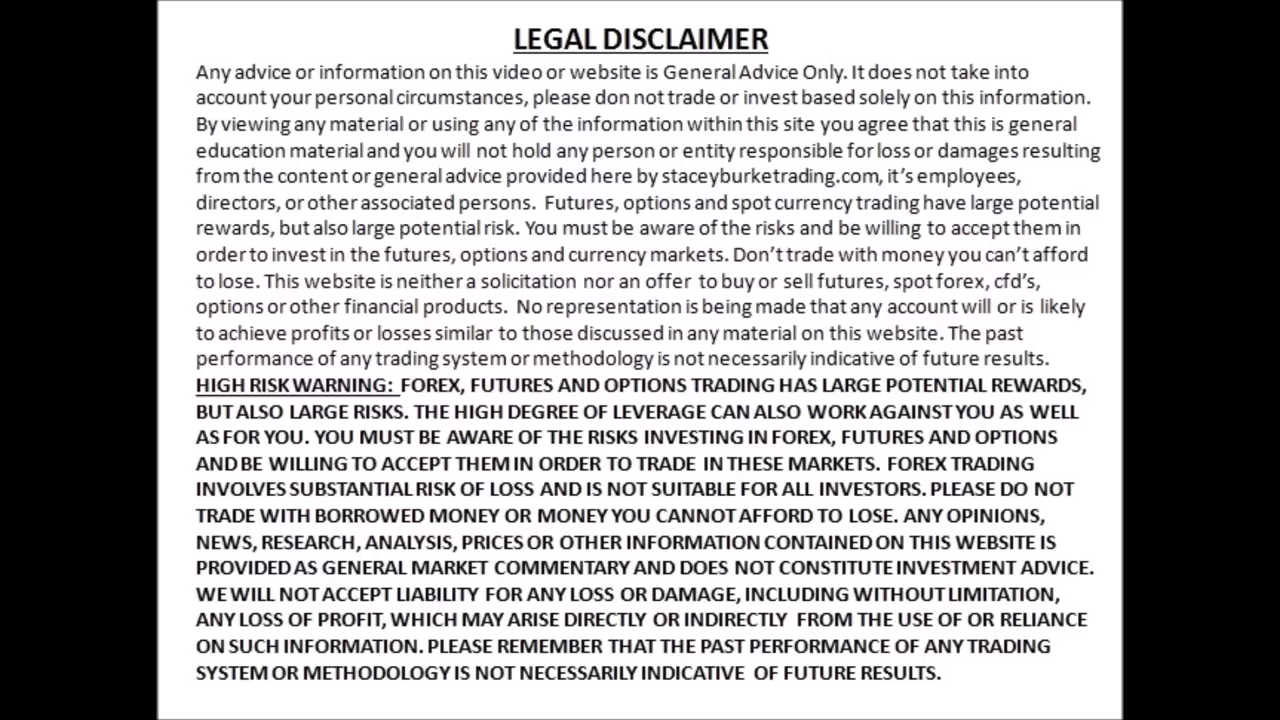 LEGAL DISCLAIMER
Any advice or information on this video or website is General Advice Only. It does not take into
account your personal circumstances, please don not trade or invest based solely on this information.
By viewing any material or using any of the information within this site you agree that this is general
education material and you will not hold any person or entity responsible for loss or damages resulting
from the content or general advice provided here by staceyburketrading.com, it's employees,
directors, or other associated persons.  Futures, options and spot currency trading have large potential
rewards, but also large potential risk. You must be aware of the risks and be willing to accept them in
order to invest in the futures, options and currency markets. Don't trade with money you can't afford
to lose. This website is neither a solicitation nor an offer to buy or sell futures, spot forex, cfd's,
options or other financial products.  No representation is being made that any account will or is likely
to achieve profits or losses similar to those discussed in any material on this website. The past
performance of any trading system or methodology is not necessarily indicative of future results.
HIGH RISK WARNING:  FOREX, FUTURES AND OPTIONS TRADING HAS LARGE POTENTIAL REWARDS,
BUT ALSO LARGE RISKS. THE HIGH DEGREE OF LEVERAGE CAN ALSO WORK AGAINST YOU AS WELL
AS FOR YOU. YOU MUST BE AWARE OF THE RISKS INVESTING IN FOREX, FUTURES AND OPTIONS
AND BE WILLING TO ACCEPT THEM IN ORDER TO TRADE IN THESE MARKETS.  FOREX TRADING
INVOLVES SUBSTANTIAL RISK OF LOSS AND IS NOT SUITABLE FOR ALL INVESTORS. PLEASE DO NOT
TRADE WITH BORROWED MONEY OR MONEY YOU CANNOT AFFORD TO LOSE. ANY OPINIONS,
NEWS, RESEARCH, ANALYSIS, PRICES OR OTHER INFORMATION CONTAINED ON THIS WEBSITE IS
PROVIDED AS GENERAL MARKET COMMENTARY AND DOES NOT CONSTITUTE INVESTMENT ADVICE.
WE WILL NOT ACCEPT LIABILITY FOR ANY LOSS OR DAMAGE, INCLUDING WITHOUT LIMITATION,
ANY LOSS OF PROFIT, WHICH MAY ARISE DIRECTLY OR INDIRECTLY  FROM THE USE OF OR RELIANCE
ON SUCH INFORMATION. PLEASE REMEMBER THAT THE PAST PERFORMANCE OF ANY TRADING
SYSTEM OR METHODOLOGY IS NOT NECESSARILY INDICATIVE  OF FUTURE RESULTS.